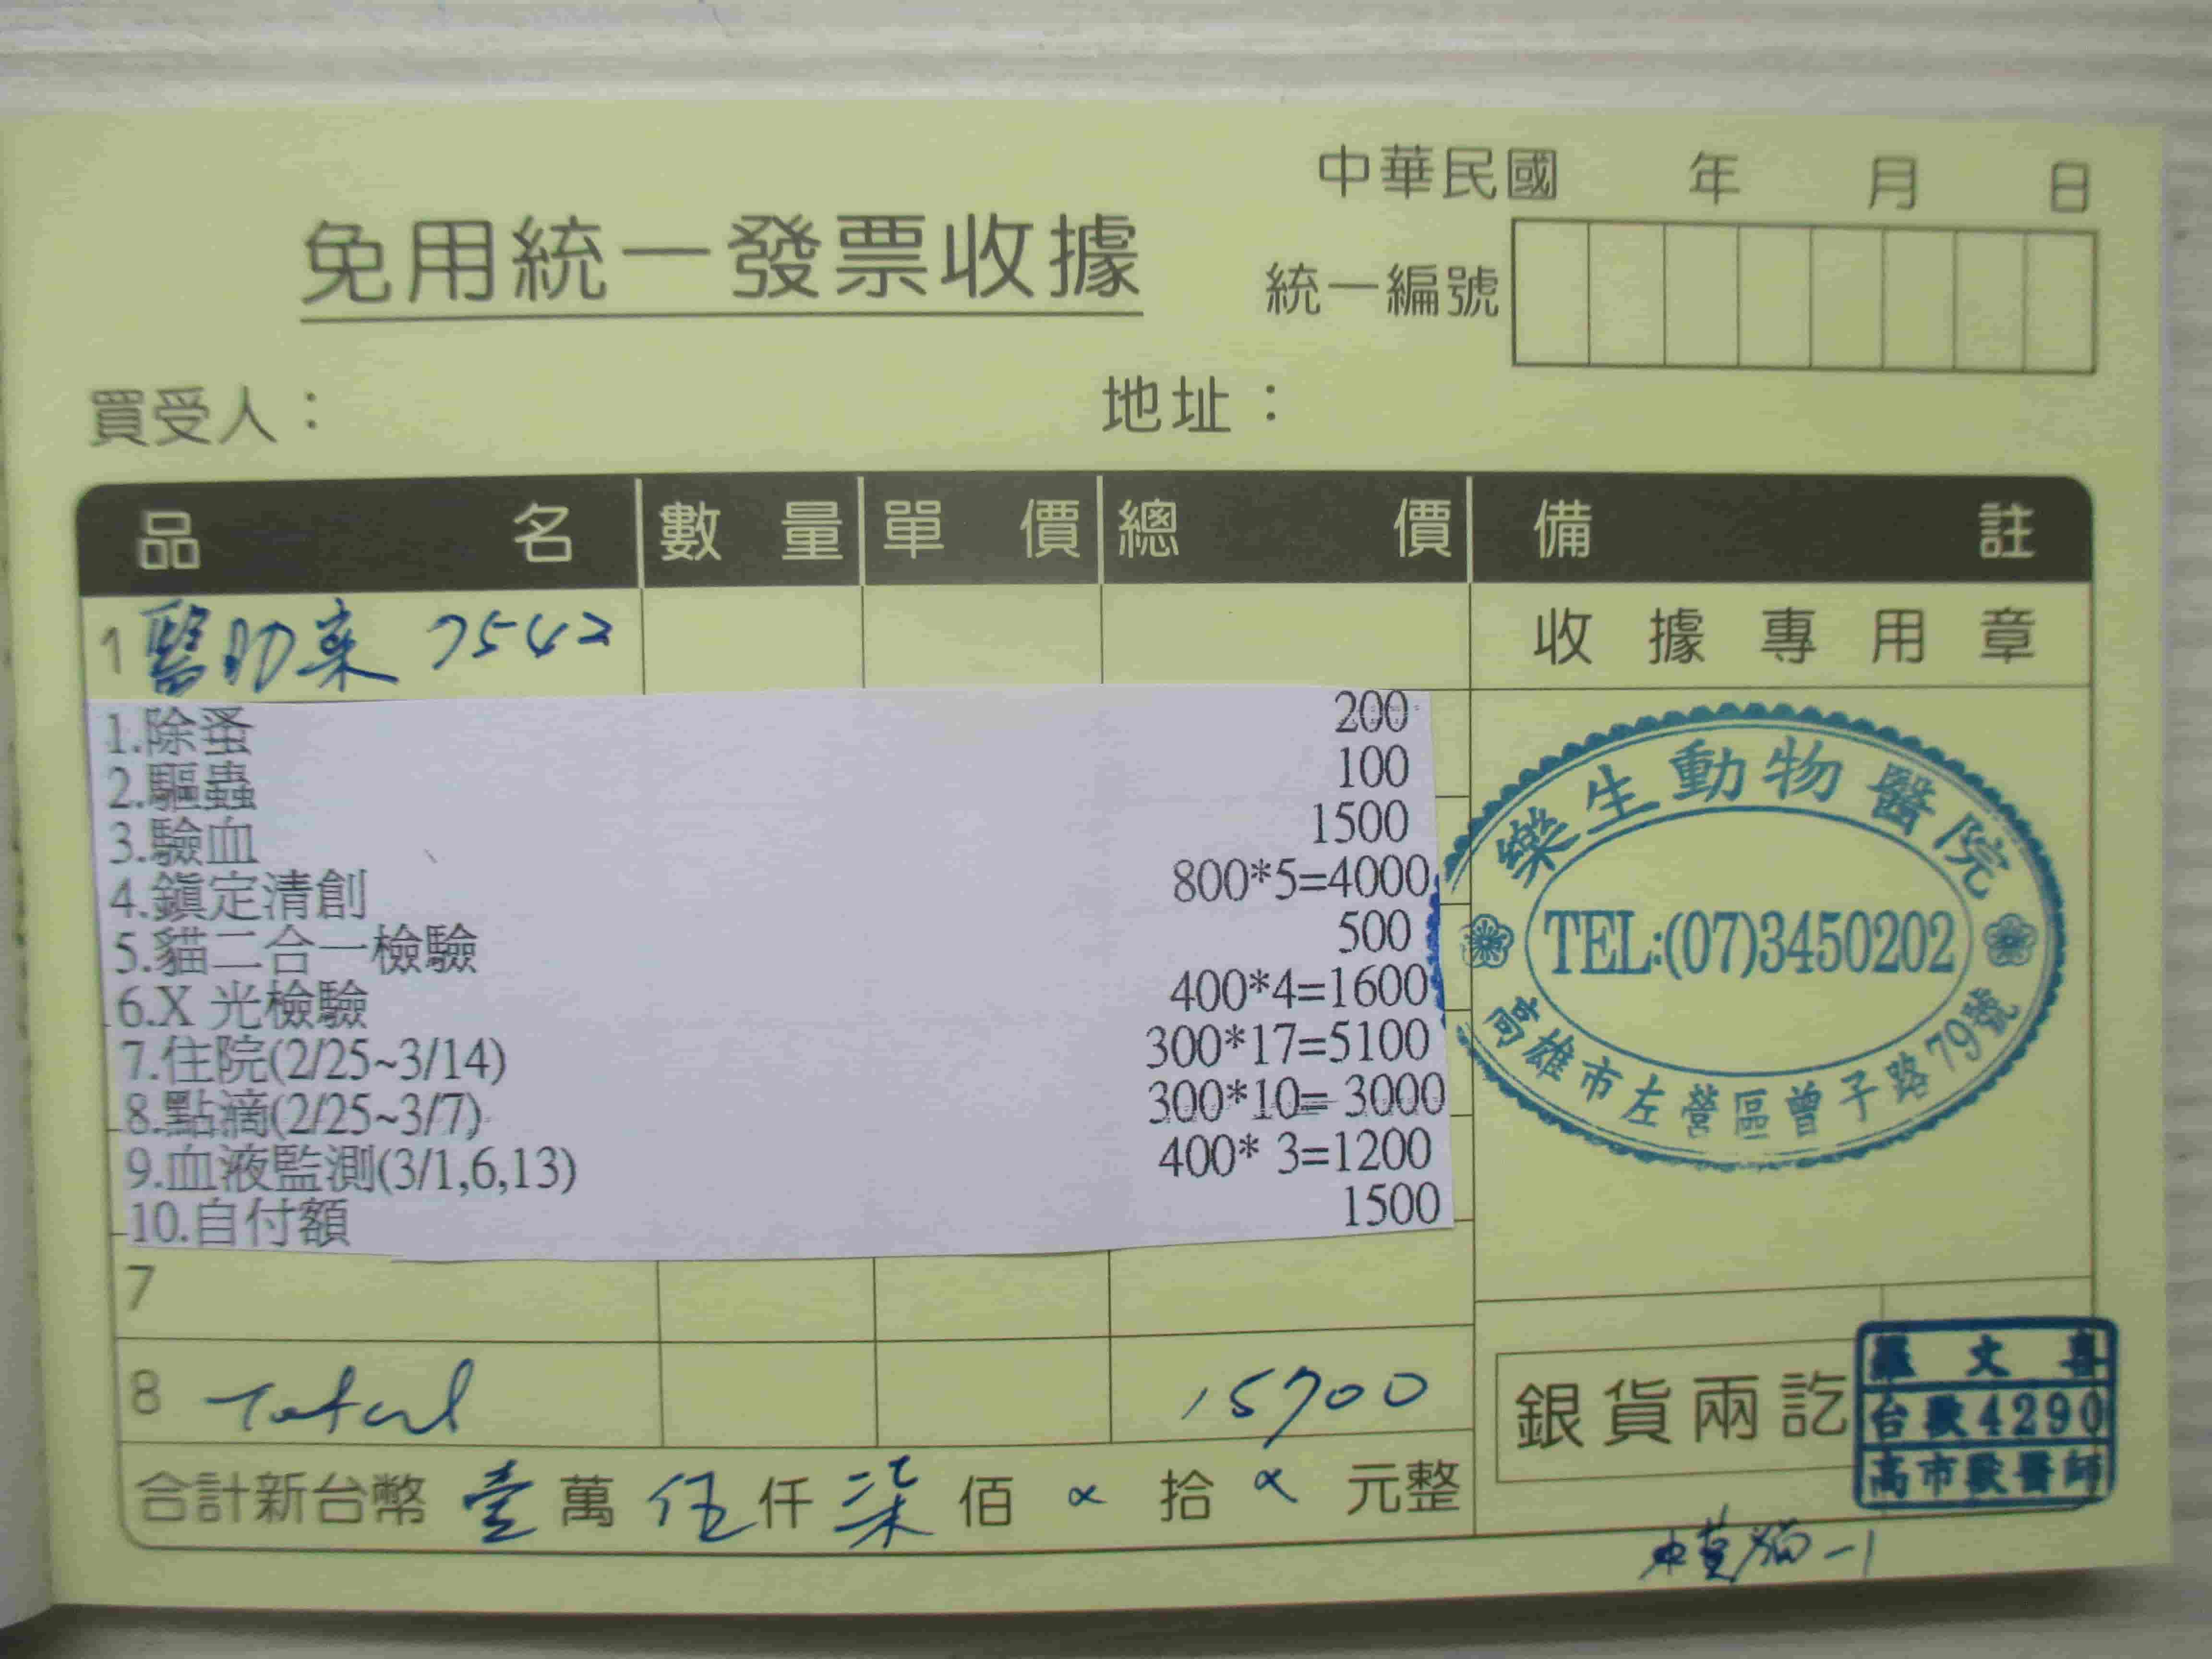 中華民國 年 月 日
免用統一發票收據
統一編號
買受人： 地址：
品名 數量 單價 總價 備註
1 醫助案 7542
收據專用章
1.除蚤 200
2.驅蟲 100
3.驗血 1500
4.鎮定清創 800*5=4000
5.貓二合一檢驗 500
6.X 光檢驗 400*4=1600
7.住院(2/25~3/14) 300*17=5100
8.點滴(2/25~3/7) 300*10= 3000
9.血液監測(3/1,6,13) 400* 3=1200
10.自付額 1500
樂生動物醫院
TEL:(07)3450202
高雄市左營區曾子路79號
7
8 Total 15700
銀貨兩訖
羅文喜
台獸4290
高市獸醫師
合計新台幣 壹萬伍仟柒佰 ∝ 拾 ∝ 元整
貓-1